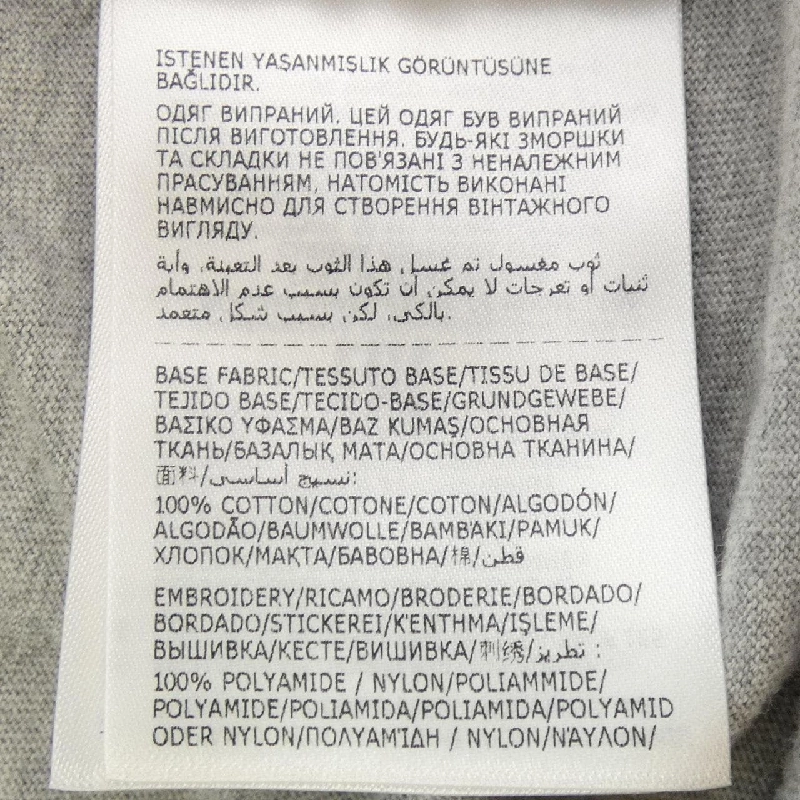 ISTENEN YAŞANMIŞLIK GÖRÜNTÜSÜNE
BAĞLIDIR.
ОДЯГ ВИПРАНИЙ. ЦЕЙ ОДЯГ БУВ ВИПРАНИЙ
ПІСЛЯ ВИГОТОВЛЕННЯ. БУДЬ-ЯКІ ЗМОРШКИ
ТА СКЛАДКИ НЕ ПОВ'ЯЗАНІ З НЕНАЛЕЖНИМ
ПРАСУВАННЯМ, НАТОМІСТЬ ВИКОНАНІ
НАВМИСНО ДЛЯ СТВОРЕННЯ ВІНТАЖНОГО
ВИГЛЯДУ.
ثوب مغسول تم غسل هذا الثوب بعد التعبئة. وأية
ثنيات أو تعرجات لا يمكن أن تكون بسبب عدم الاهتمام
بالكي، لكن بسبب شكل متعمد.
BASE FABRIC/TESSUTO BASE/TISSU DE BASE/
TEJIDO BASE/TECIDO-BASE/GRUNDGEWEBE/
ΒΑΣΙΚΟ ΥΦΑΣΜΑ/BAZ KUMAŞ/ОСНОВНАЯ
ТКАНЬ/БАЗАЛЫҚ МАТА/ОСНОВНА ТКАНИНА/
面料/نسيج أساسي:
100% COTTON/COTONE/COTON/ALGODÓN/
ALGODÃO/BAUMWOLLE/ΒΑΜΒΆΚΙ/PAMUK/
ХЛОПОК/МАҚТА/БАВОВНА/棉/قطن
EMBROIDERY/RICAMO/BRODERIE/BORDADO/
BORDADO/STICKEREI/ΚΈΝΤΗΜΑ/IŞLEME/
ВЫШИВКА/КЕСТЕ/ВИШИВКА/刺绣/تطريز :
100% POLYAMIDE / NYLON/POLIAMMIDE/
POLYAMIDE/POLIAMIDA/POLIAMIDA/POLYAMID
ODER NYLON/ΠΟΛΥΑΜΊΔΗ / NYLON/ΝΆΥΛΟΝ/